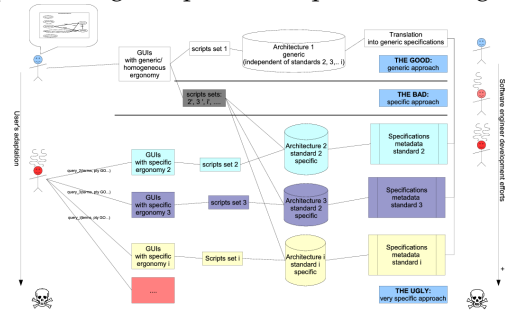 GUIs
with generic/
homogeneous
ergonomy
scripts set 1
Architecture 1
generic
(independent of standards 2, 3,.. i)
Translation
into generic specifications
THE GOOD:
generic approach
scripts sets:
2', 3 ', i', ....
THE BAD:
specific approach
User's adaption
Software engineer development efforts
GUIs
with specific
ergonomy 2
scripts set 2
Architecture 2
standard 2
specific
Specifications
metadata
standard 2
GUIs
with specific
ergonomy 3
scripts set 3
Architecture 3
standard 2
specific
Specifications
metadata
standard 3
GUIs
with specific
ergonomy i
Scripts set i
Architecture i
standard i
specific
Specifications
metadata
standard i
....
THE UGLY:
very specific approach
+